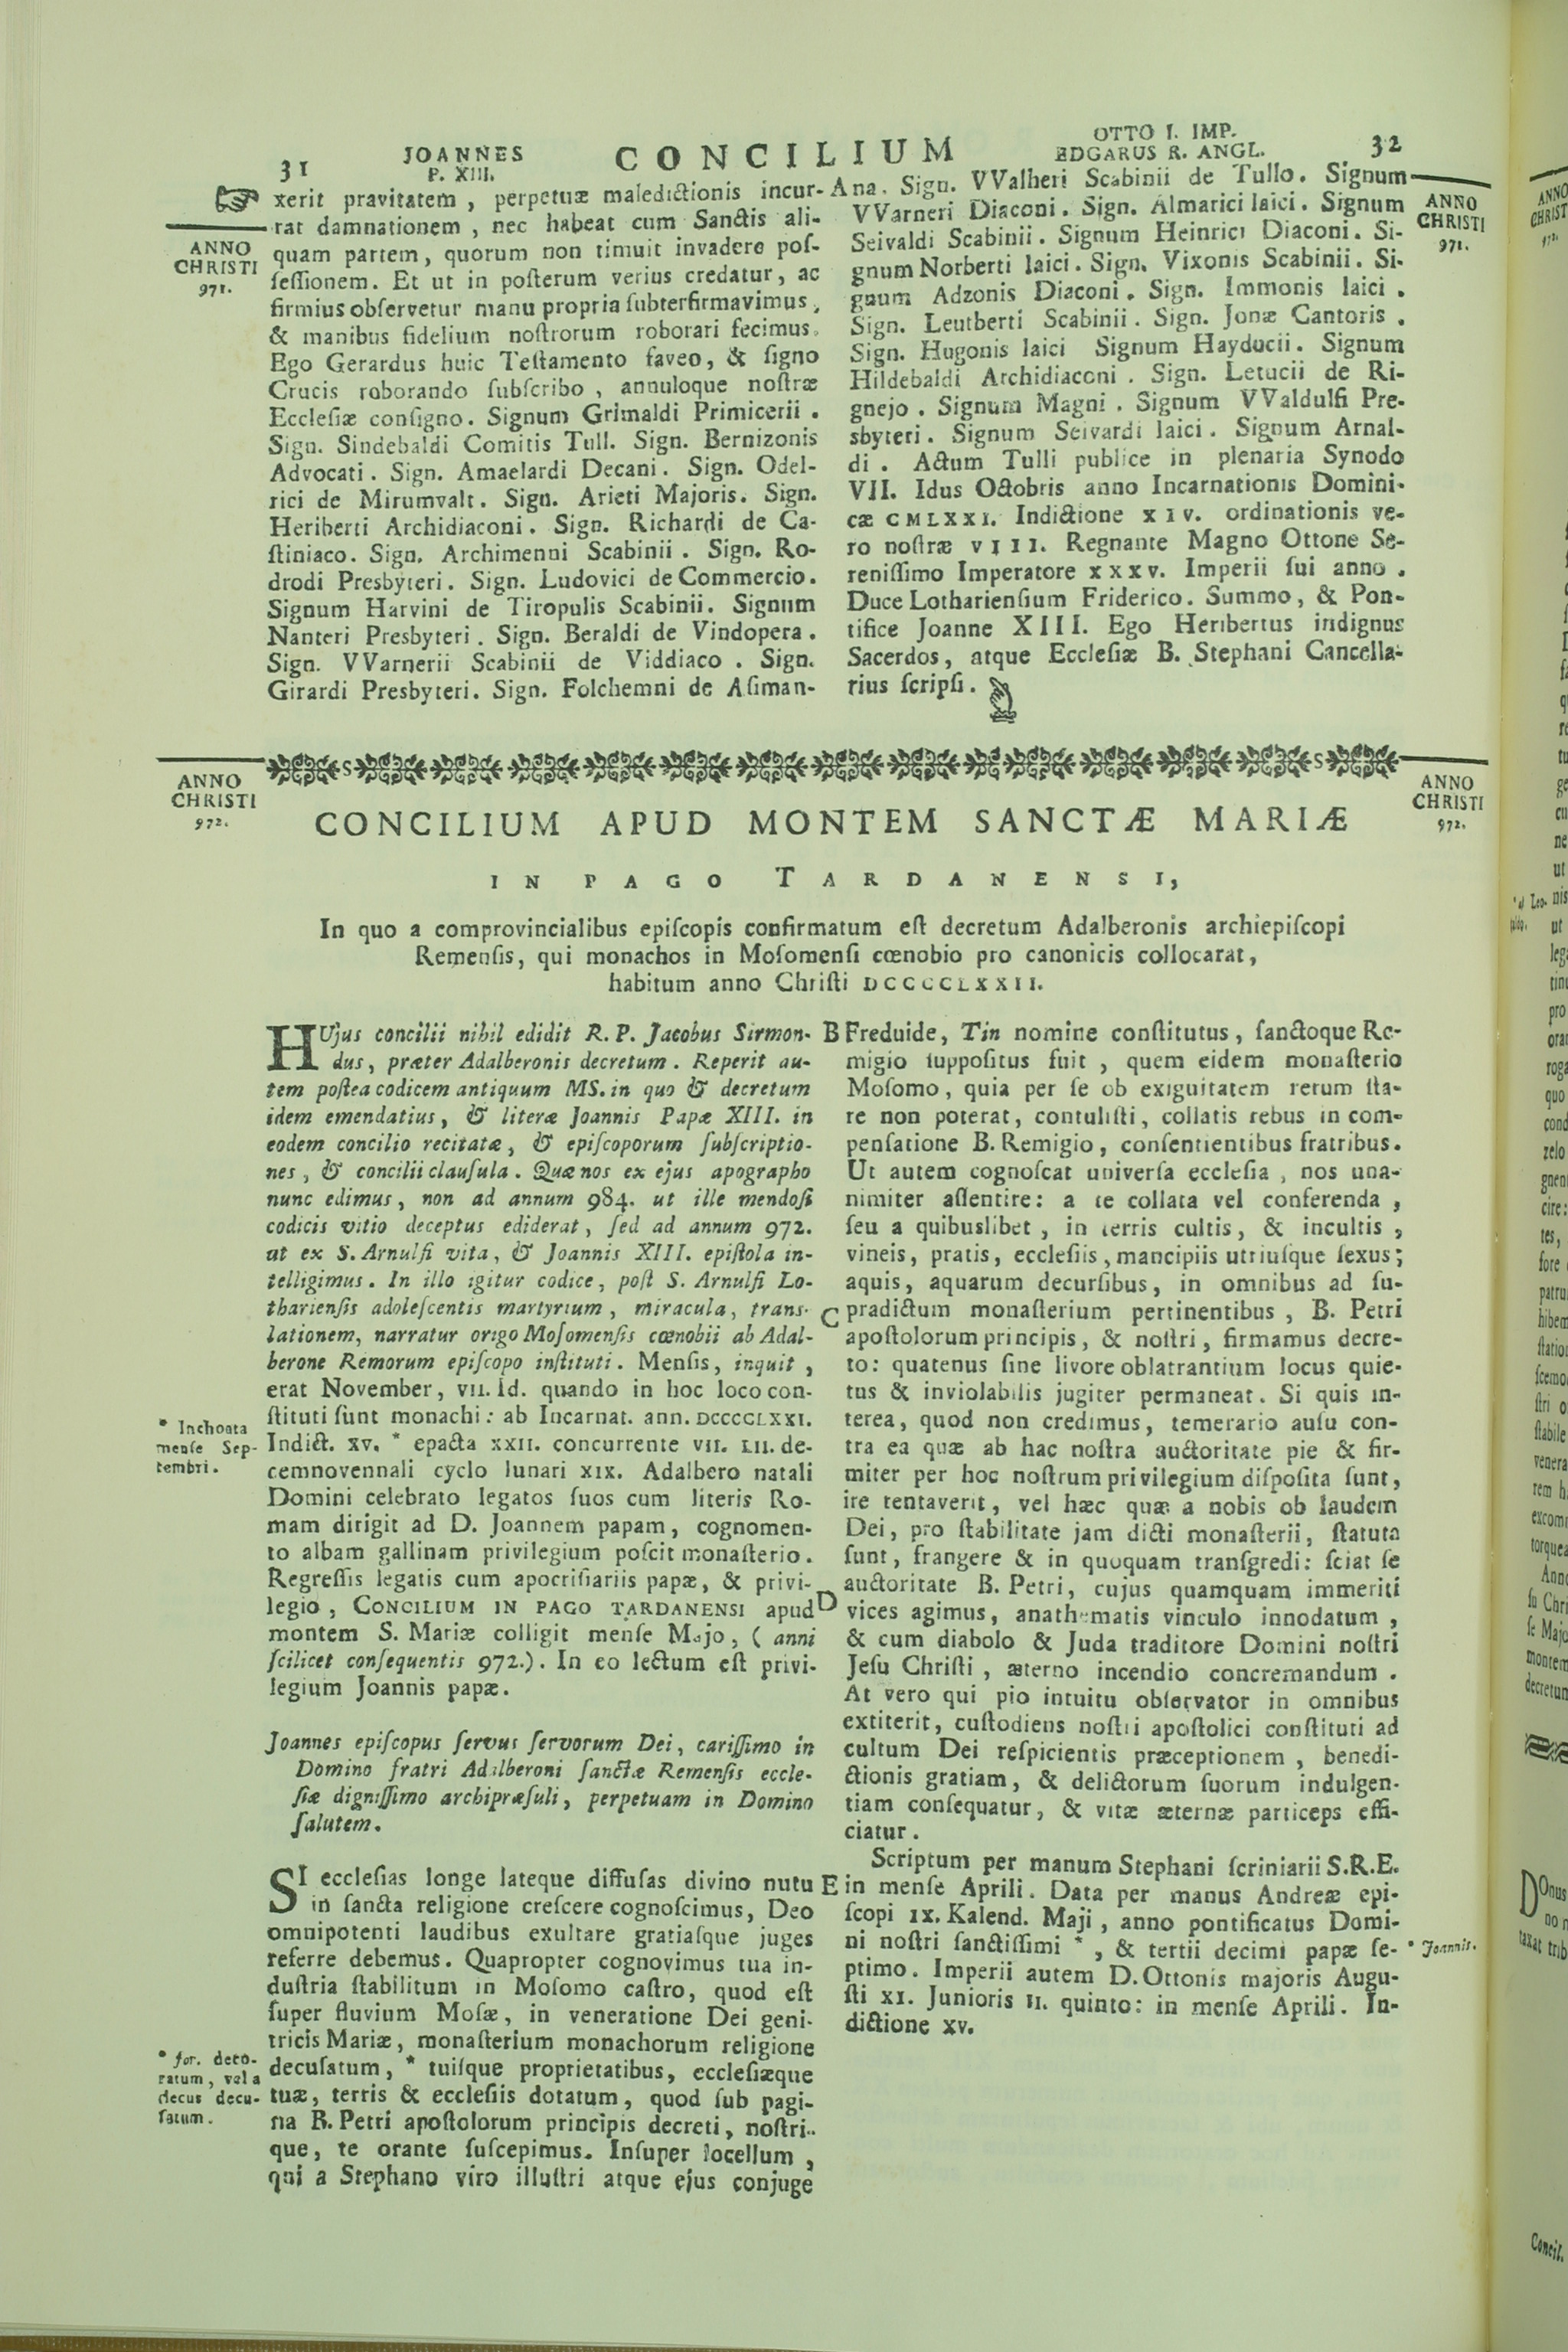 31
JOANNES
P. XIII.
CONCILIUM
OTTO I. IMP.
EDGARUS R. ANGL.
32
ANNO
CHRISTI
971.
xerit pravitatem, perpetuæ maledictionis incur-
rat damnationem, nec habeat cum Sanctis ali-
quam partem, quorum non timuit invadere poſ-
ſeſſionem. Et ut in poſterum verius credatur, ac
firmius obſervetur manu propria ſubterfirmavimus,
& manibus fidelium noſtrorum roborari fecimus.
Ego Gerardus huic Teſtamento faveo, & ſigno
Crucis roborando ſubſcribo, annuloque noſtræ
Eccleſiæ conſigno. Signum Grimaldi Primicerii.
Sign. Sindebaldi Comitis Tull. Sign. Bernizonis
Advocati. Sign. Amaelardi Decani. Sign. Odel-
rici de Mirumvalt. Sign. Arieti Majoris. Sign.
Heriberti Archidiaconi. Sign. Richardi de Ca-
ſtiniaco. Sign. Archimenni Scabinii. Sign. Ro-
drodi Presbyteri. Sign. Ludovici de Commercio.
Signum Harvini de Tiropulis Scabinii. Signum
Nanteri Presbyteri. Sign. Beraldi de Vindopera.
Sign. VVarnerii Scabinii de Viddiaco. Sign.
Girardi Presbyteri. Sign. Folchemni de Aſiman-
A na. Sign. VValheri Scabinii de Tullo. Signum
VVarneri Diaconi. Sign. Almarici laici. Signum
Seivaldi Scabinii. Signum Heinrici Diaconi. Si-
gnum Norberti laici. Sign. Vixonis Scabinii. Si-
gnum Adzonis Diaconi. Sign. Immonis laici.
Sign. Leutberti Scabinii. Sign. Jonæ Cantoris.
Sign. Hugonis laici Signum Hayducii. Signum
Hildebaldi Archidiaconi. Sign. Letucii de Ri-
gnejo. Signum Magni. Signum VValdulfi Pre-
sbyteri. Signum Seivardi laici. Signum Arnal-
di. Actum Tulli publice in plenaria Synodo
VII. Idus Octobris anno Incarnationis Domini-
cæ CMLXXI. Indictione XIV. ordinationis ve-
ro noſtræ VIII. Regnante Magno Ottone Se-
reniſſimo Imperatore XXXV. Imperii ſui anno.
Duce Lotharienſium Friderico. Summo, & Pon-
tifice Joanne XIII. Ego Heribertus indignus
Sacerdos, atque Eccleſiæ B. Stephani Cancella-
rius ſcripſi.
ANNO
CHRISTI
971.
ANNO
CHRISTI
972.
ANNO
CHRISTI
972.
CONCILIUM APUD MONTEM SANCTÆ MARIÆ
IN PAGO TARDANENSI,
In quo a comprovincialibus epiſcopis confirmatum eſt decretum Adalberonis archiepiſcopi
Remenſis, qui monachos in Moſomenſi cœnobio pro canonicis collocarat,
habitum anno Chriſti DCCCCLXXII.
HUjus concilii nihil edidit R. P. Jacobus Sirmon-
dus, præter Adalberonis decretum. Reperit au-
tem poſtea codicem antiquum MS. in quo & decretum
idem emendatius, & literæ Joannis Papæ XIII. in
eodem concilio recitatæ, & epiſcoporum ſubſcriptio-
nes, & concilii clauſula. Quæ nos ex ejus apographo
nunc edimus, non ad annum 984. ut ille mendoſi
codicis vitio deceptus ediderat, ſed ad annum 972.
ut ex S. Arnulfi vita, & Joannis XIII. epiſtola in-
telligimus. In illo igitur codice, poſt S. Arnulfi Lo-
tharienſis adoleſcentis martyrium, miracula, trans-
lationem, narratur origo Moſomenſis cœnobii ab Adal-
berone Remorum epiſcopo inſtituti. Menſis, inquit,
erat November, VII. Id. quando in hoc loco con-
ſtituti ſunt monachi: ab Incarnat. ann. DCCCCLXXI.
Indict. XV. * epacta XXII. concurrente VII. LII. de-
cemnovennali cyclo lunari XIX. Adalbero natali
Domini celebrato legatos ſuos cum literis Ro-
mam dirigit ad D. Joannem papam, cognomen-
to albam gallinam privilegium poſcit monaſterio.
Regreſſis legatis cum apocriſiariis papæ, & privi-
legio, CONCILIUM IN PAGO TARDANENSI apud
montem S. Mariæ colligit menſe Majo, ( anni
ſcilicet conſequentis 972.). In eo lectum eſt privi-
legium Joannis papæ.
* Inchoata
menſe Sep-
tembri.
Joannes epiſcopus ſervus ſervorum Dei, cariſſimo in
Domino fratri Adalberoni ſanctæ Remenſis eccle-
ſiæ digniſſimo archipræſuli, perpetuam in Domino
ſalutem.
SI eccleſias longe lateque diffuſas divino nutu
in ſancta religione creſcere cognoſcimus, Deo
omnipotenti laudibus exultare gratiaſque juges
referre debemus. Quapropter cognovimus tua in-
duſtria ſtabilitum in Moſomo caſtro, quod eſt
ſuper fluvium Moſæ, in veneratione Dei geni-
tricis Mariæ, monaſterium monachorum religione
decuſatum, * tuiſque proprietatibus, eccleſiæque
tuæ, terris & eccleſiis dotatum, quod ſub pagi-
na B. Petri apoſtolorum principis decreti, noſtri-
que, te orante ſuſcepimus. Inſuper locellum,
qui a Stephano viro illuſtri atque ejus conjuge
* for. deco-
ratum, vel a
decus decu-
ſatum.
B Freduide, Tin nomine conſtitutus, ſanctoque Re-
migio ſuppoſitus fuit, quem eidem monaſterio
Moſomo, quia per ſe ob exiguitatem rerum ſta-
re non poterat, contuliſti, collatis rebus in com-
penſatione B. Remigio, conſentientibus fratribus.
Ut autem cognoſcat univerſa eccleſia, nos una-
nimiter aſſentire: a te collata vel conferenda,
ſeu a quibuslibet, in terris cultis, & incultis,
vineis, pratis, eccleſiis, mancipiis utriuſque ſexus;
aquis, aquarum decurſibus, in omnibus ad ſu-
C pradictum monaſterium pertinentibus, B. Petri
apoſtolorum principis, & noſtri, firmamus decre-
to: quatenus ſine livore oblatrantium locus quie-
tus & inviolabilis jugiter permaneat. Si quis in-
terea, quod non credimus, temerario auſu con-
tra ea quæ ab hac noſtra auctoritate pie & fir-
miter per hoc noſtrum privilegium diſpoſita ſunt,
ire tentaverit, vel hæc quæ a nobis ob laudem
Dei, pro ſtabilitate jam dicti monaſterii, ſtatuta
ſunt, frangere & in quoquam tranſgredi: ſciat ſe
auctoritate B. Petri, cujus quamquam immeriti
D vices agimus, anathematis vinculo innodatum,
& cum diabolo & Juda traditore Domini noſtri
Jeſu Chriſti, æterno incendio concremandum.
At vero qui pio intuitu obſervator in omnibus
extiterit, cuſtodiens noſtri apoſtolici conſtituti ad
cultum Dei reſpicientis præceptionem, benedi-
ctionis gratiam, & delictorum ſuorum indulgen-
tiam conſequatur, & vitæ æternæ particeps effi-
ciatur.
Scriptum per manum Stephani ſcriniarii S.R.E.
E in menſe Aprili. Data per manus Andreæ epi-
ſcopi IX. Kalend. Maji, anno pontificatus Domi-
ni noſtri ſanctiſſimi *, & tertii decimi papæ ſe-
ptimo. Imperii autem D. Ottonis majoris Augu-
ſti XI. Junioris II. quinto: in menſe Aprili. In-
dictione XV.
* Joannis.